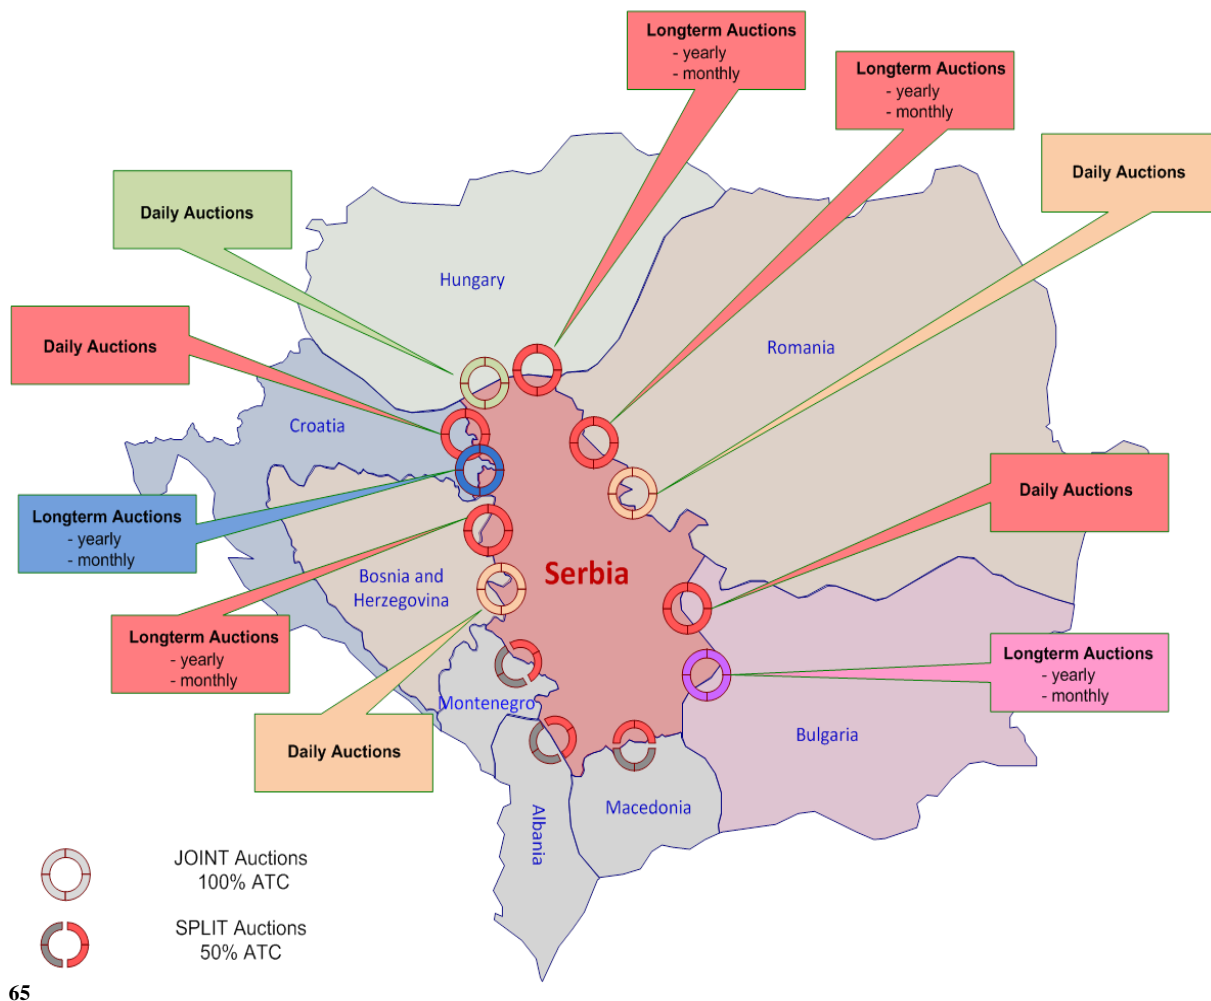 Longterm Auctions
- yearly
- monthly
Longterm Auctions
- yearly
- monthly
Daily Auctions
Daily Auctions
Hungary
Daily Auctions
Romania
Croatia
Longterm Auctions
- yearly
- monthly
Daily Auctions
Serbia
Bosnia and
Herzegovina
Longterm Auctions
- yearly
- monthly
Longterm Auctions
- yearly
- monthly
Montenegro
Bulgaria
Daily Auctions
Macedonia
Albania
JOINT Auctions
100% ATC
SPLIT Auctions
50% ATC
65